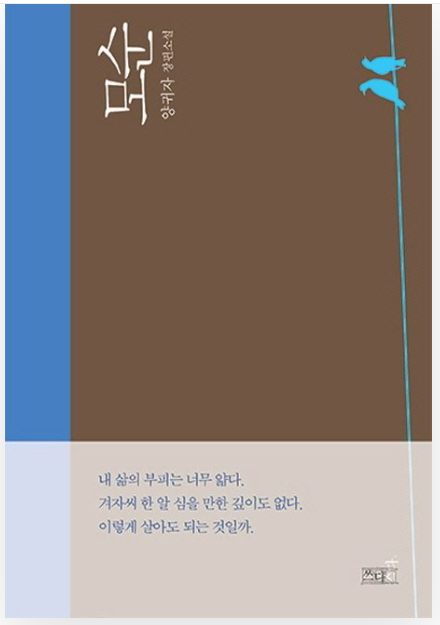 모순
양귀자 장편소설
내 삶의 부피는 너무 얇다.
겨자씨 한 알 심을 만한 깊이도 없다.
이렇게 살아도 되는 것일까.
쓰다